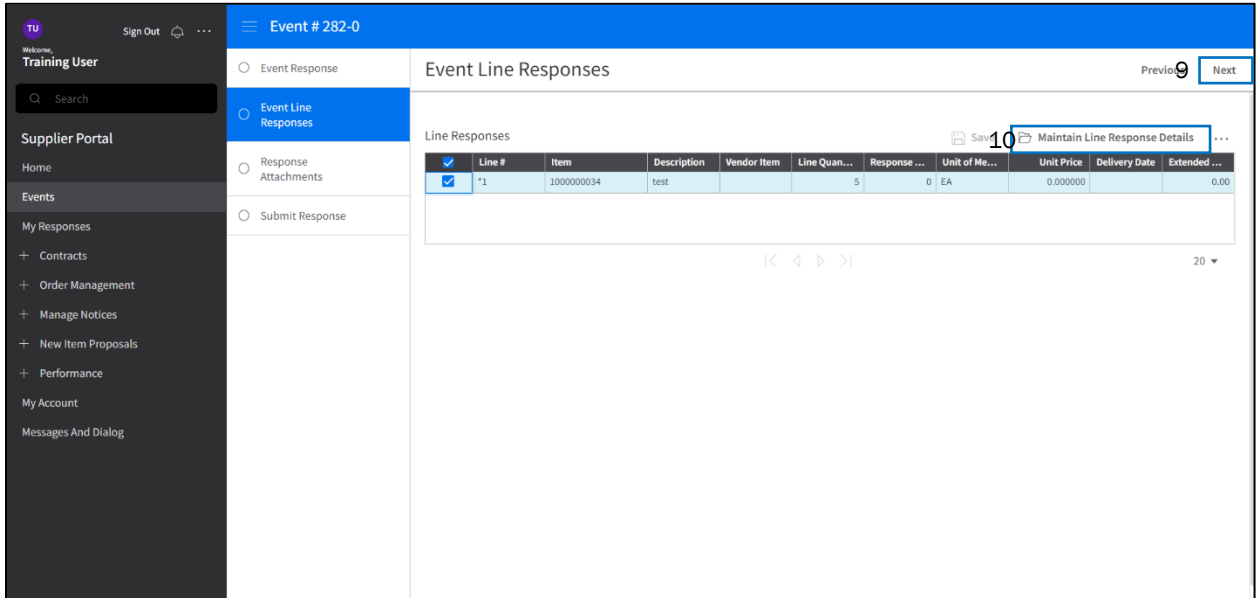 TU
Sign Out
...
Welcome,
Training User
Search
Supplier Portal
Home
Events
My Responses
+ Contracts
+ Order Management
+ Manage Notices
+ New Item Proposals
+ Performance
My Account
Messages And Dialog
Event # 282-0
Event Response
Event Line
Responses
Response
Attachments
Submit Response
Event Line Responses
Previous
9
Next
Line Responses
Save
10
Maintain Line Response Details
...
Line # Item Description Vendor Item Line Quan... Response ... Unit of Me... Unit Price Delivery Date Extended ...
*1 1000000034 test 5 0 EA 0.000000 0.00
20